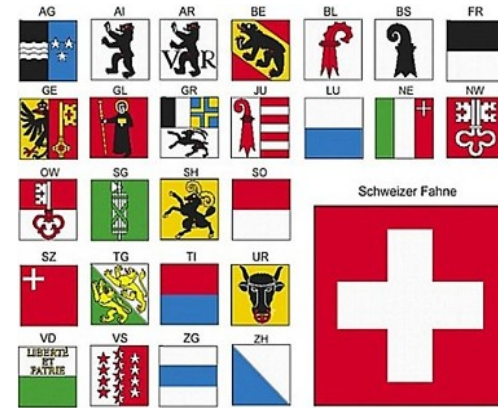 AG AI AR BE BL BS FR
V R
GE GL GR JU LU NE NW
OW SG SH SO
Schweizer Fahne
SZ TG TI UR
VD VS ZG ZH
LIBERTÉ
ET
PATRIE